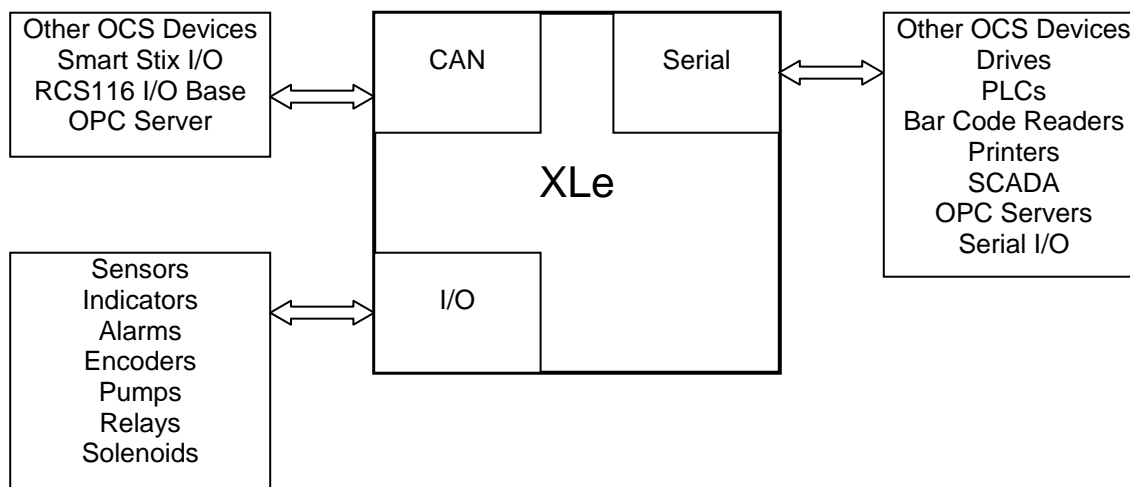 Other OCS Devices
Smart Stix I/O
RCS116 I/O Base
OPC Server
CAN
Serial
Other OCS Devices
Drives
PLCs
Bar Code Readers
Printers
SCADA
OPC Servers
Serial I/O
XLe
Sensors
Indicators
Alarms
Encoders
Pumps
Relays
Solenoids
I/O